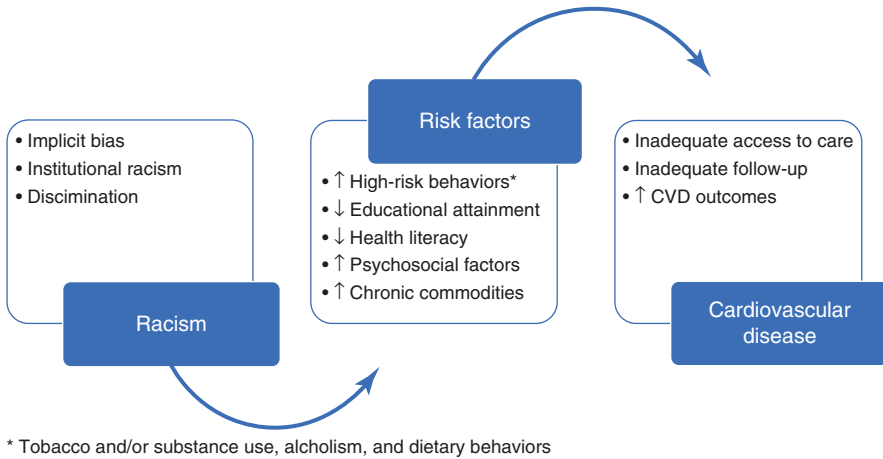 • Implicit bias
• Institutional racism
• Discimination
Racism
Risk factors
• ↑ High-risk behaviors*
• ↓ Educational attainment
• ↓ Health literacy
• ↑ Psychosocial factors
• ↑ Chronic commodities
• Inadequate access to care
• Inadequate follow-up
• ↑ CVD outcomes
Cardiovascular
disease
* Tobacco and/or substance use, alcholism, and dietary behaviors